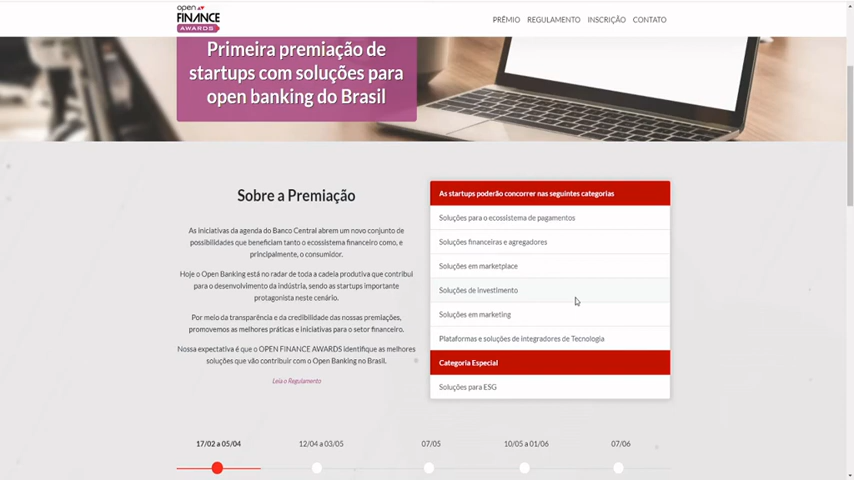 open
FINANCE
AWARDS
PRÊMIO REGULAMENTO INSCRIÇÃO CONTATO
Primeira premiação de
startups com soluções para
open banking do Brasil
Sobre a Premiação
As iniciativas da agenda do Banco Central abrem um novo conjunto de
possibilidades que beneficiam tanto o ecossistema financeiro como, e
principalmente, o consumidor.
Hoje o Open Banking está no radar de toda a cadeia produtiva que contribui
para o desenvolvimento da indústria, sendo as startups importante
protagonista neste cenário.
Por meio da transparência e da credibilidade das nossas premiações,
promovemos as melhores práticas e iniciativas para o setor financeiro.
Nossa expectativa é que o OPEN FINANCE AWARDS identifique as melhores
soluções que vão contribuir com o Open Banking no Brasil.
Leia o Regulamento
As startups poderão concorrer nas seguintes categorias
Soluções para o ecossistema de pagamentos
Soluções financeiras e agregadores
Soluções em marketplace
Soluções de investimento
Soluções em marketing
Plataformas e soluções de integradores de Tecnologia
Categoria Especial
Soluções para ESG
17/02 a 05/04 12/04 a 03/05 07/05 10/05 a 01/06 07/06